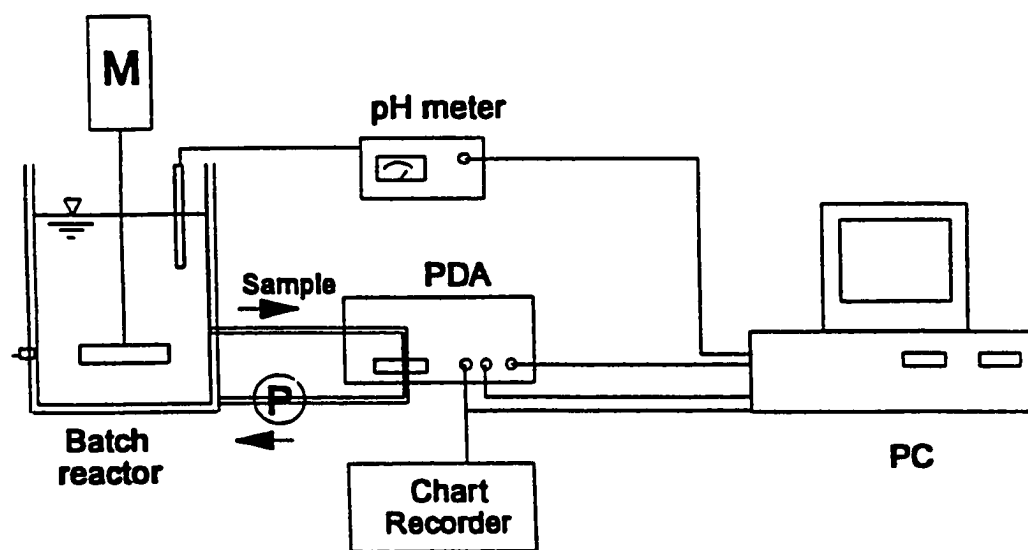 M
pH meter
Sample
PDA
P
Batch
reactor
PC
Chart
Recorder